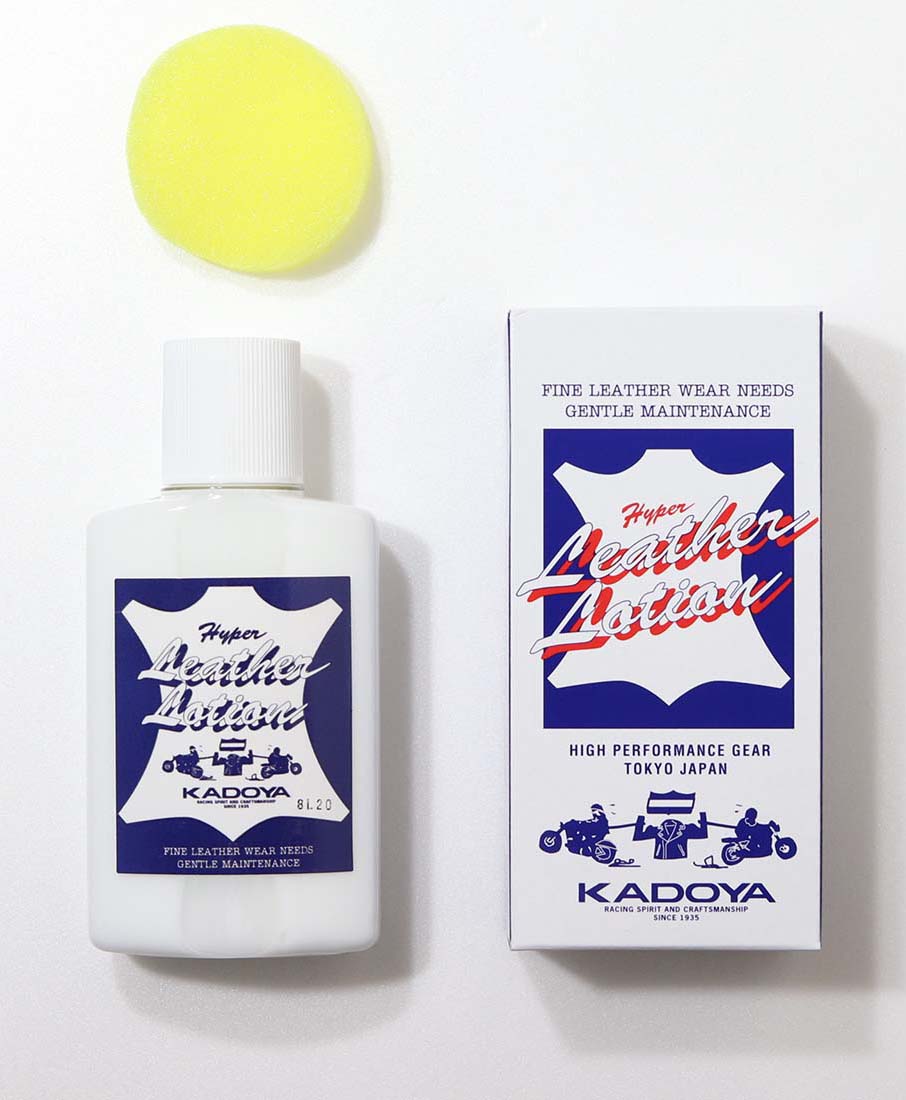 Hyper
Leather
Lotion
KADOYA
RACING SPIRIT AND CRAFTSMANSHIP
SINCE 1935
81.20
FINE LEATHER WEAR NEEDS
GENTLE MAINTENANCE
FINE LEATHER WEAR NEEDS
GENTLE MAINTENANCE
Hyper
Leather
Lotion
HIGH PERFORMANCE GEAR
TOKYO JAPAN
KADOYA
RACING SPIRIT AND CRAFTSMANSHIP
SINCE 1935